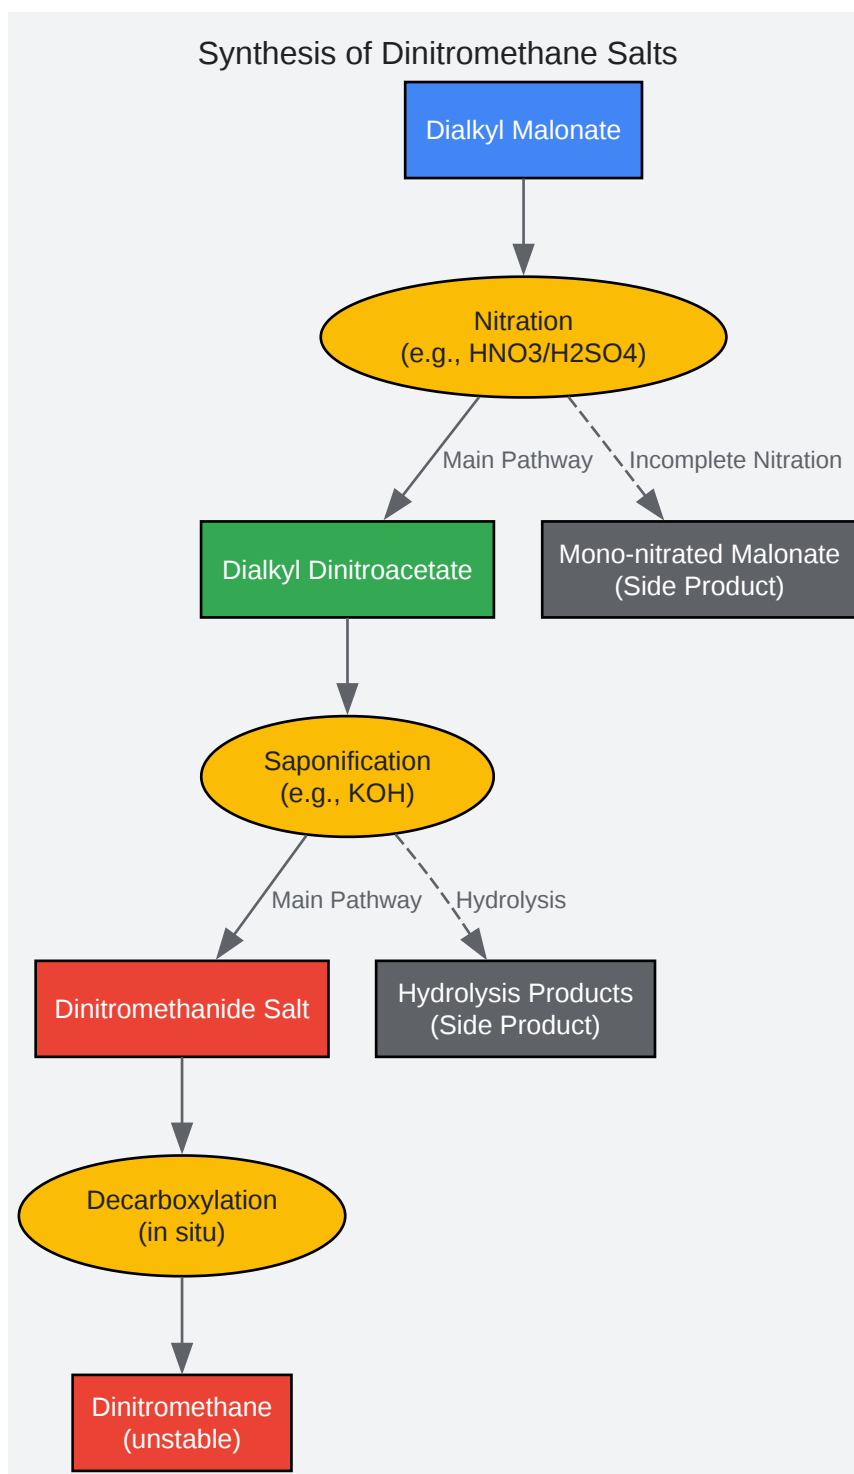 Synthesis of Dinitromethane Salts
Dialkyl Malonate
Nitration
(e.g., HNO3/H2SO4)
Main Pathway
Incomplete Nitration
Dialkyl Dinitroacetate
Mono-nitrated Malonate
(Side Product)
Saponification
(e.g., KOH)
Main Pathway
Hydrolysis
Dinitromethanide Salt
Hydrolysis Products
(Side Product)
Decarboxylation
(in situ)
Dinitromethane
(unstable)